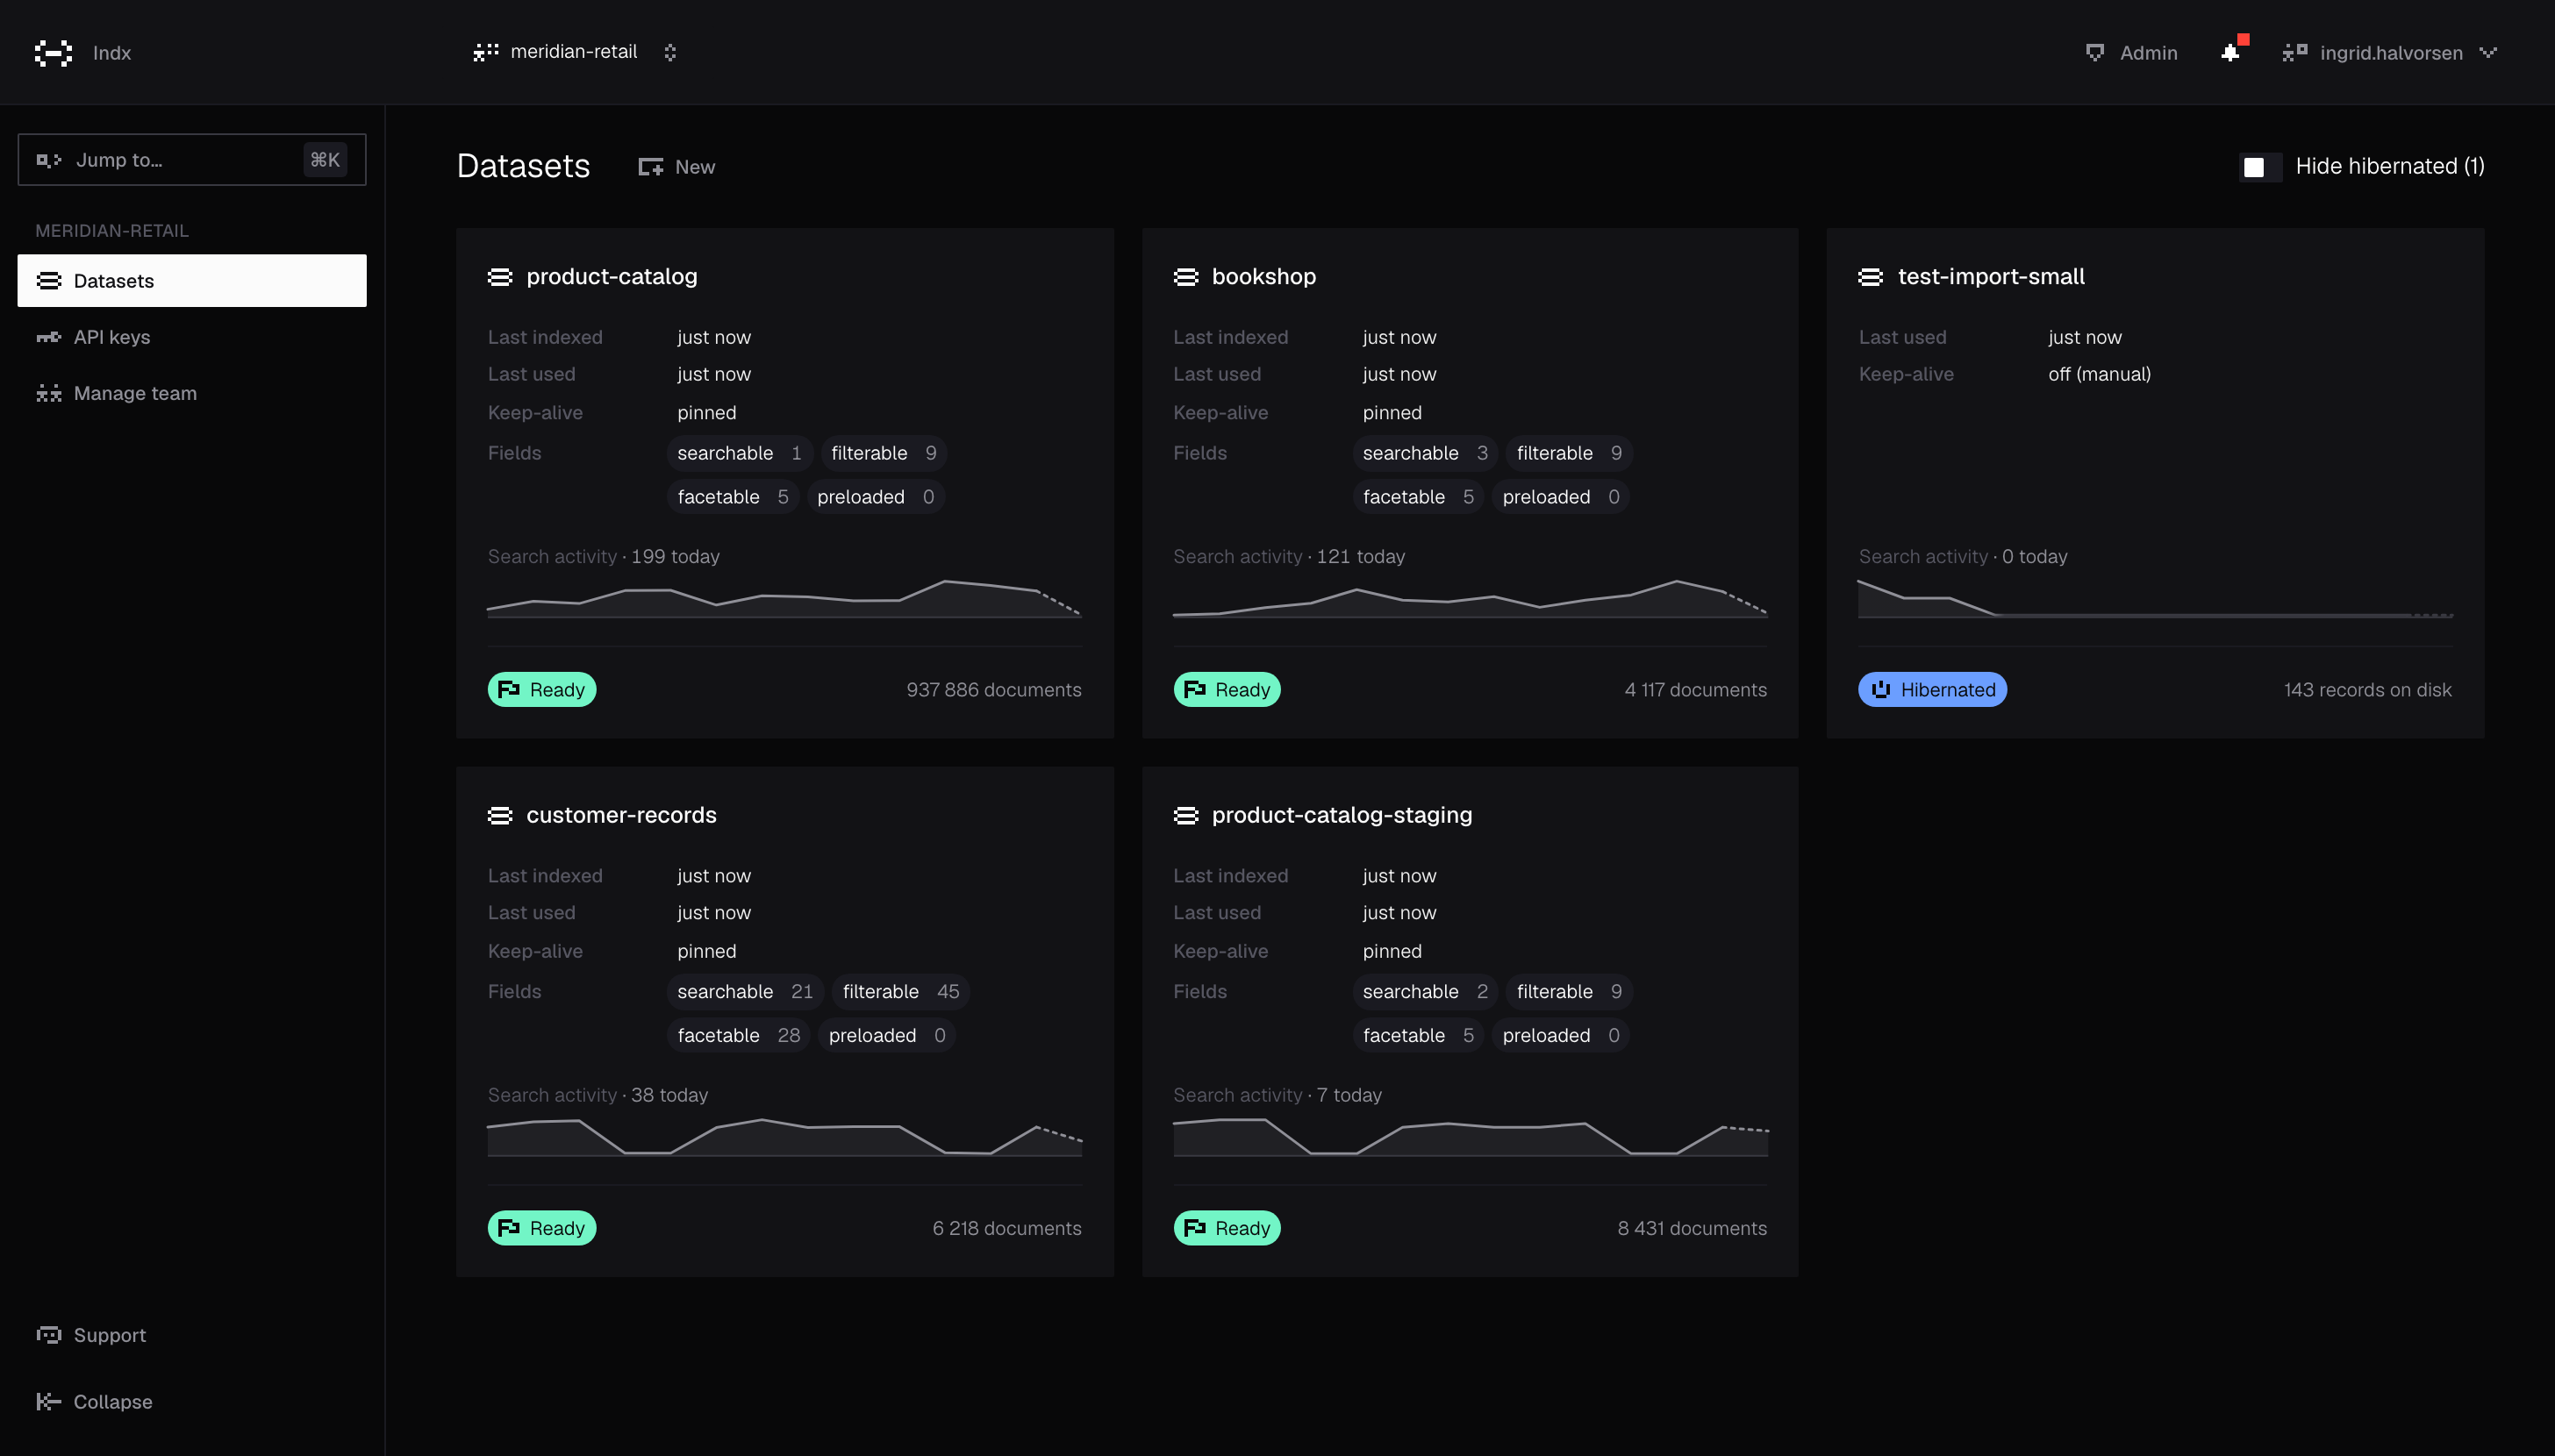 Indx
meridian-retail
Admin
ingrid.halvorsen
Jump to...
⌘K
MERIDIAN-RETAIL
Datasets
API keys
Manage team
Support
Collapse
Datasets
New
Hide hibernated (1)
product-catalog
Last indexed just now
Last used just now
Keep-alive pinned
Fields searchable 1 filterable 9
facetable 5 preloaded 0
Search activity · 199 today
Ready 937 886 documents
bookshop
Last indexed just now
Last used just now
Keep-alive pinned
Fields searchable 3 filterable 9
facetable 5 preloaded 0
Search activity · 121 today
Ready 4 117 documents
test-import-small
Last used just now
Keep-alive off (manual)
Search activity · 0 today
Hibernated 143 records on disk
customer-records
Last indexed just now
Last used just now
Keep-alive pinned
Fields searchable 21 filterable 45
facetable 28 preloaded 0
Search activity · 38 today
Ready 6 218 documents
product-catalog-staging
Last indexed just now
Last used just now
Keep-alive pinned
Fields searchable 2 filterable 9
facetable 5 preloaded 0
Search activity · 7 today
Ready 8 431 documents